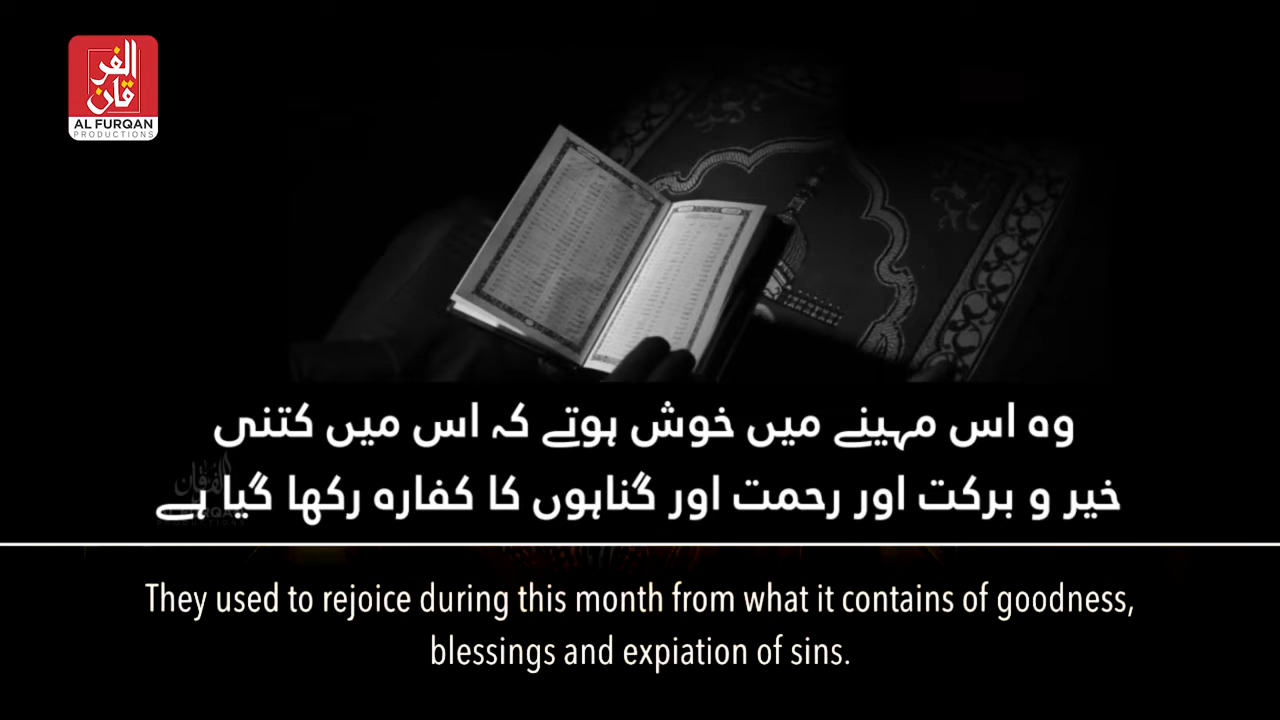 الفر
قان
AL FURQAN
PRODUCTIONS
وہ اس مہینے میں خوش ہوتے کہ اس میں کتنی
خیر و برکت اور رحمت اور گناہوں کا کفارہ رکھا گیا ہے
They used to rejoice during this month from what it contains of goodness,
blessings and expiation of sins.